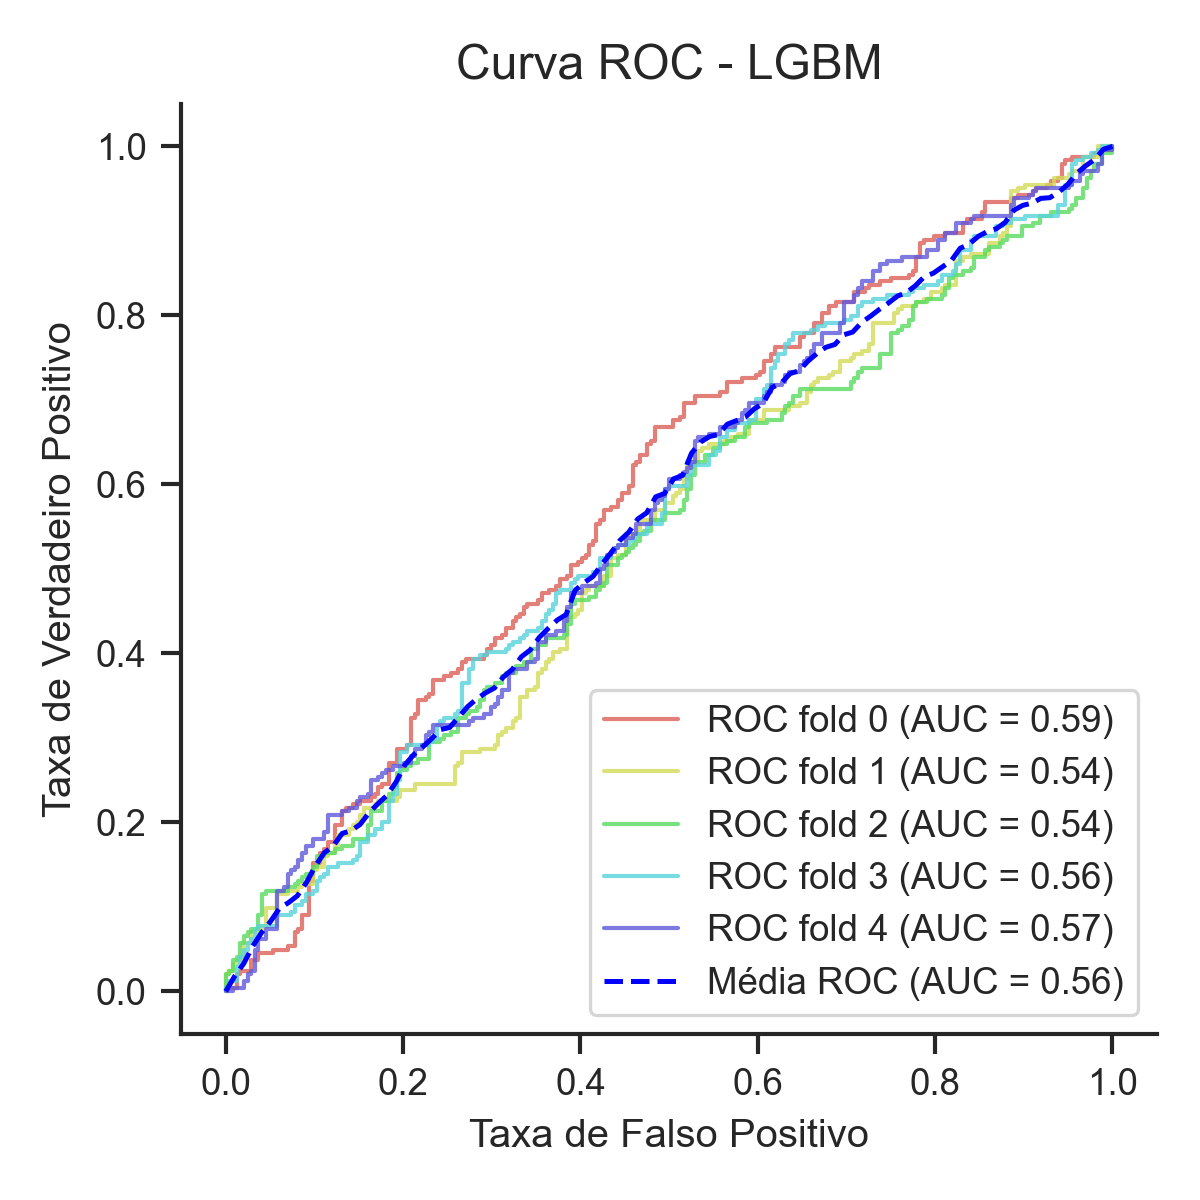 Curva ROC - LGBM
1.0
0.8
0.6
0.4
0.2
0.0
Taxa de Verdadeiro Positivo
ROC fold 0 (AUC = 0.59)
ROC fold 1 (AUC = 0.54)
ROC fold 2 (AUC = 0.54)
ROC fold 3 (AUC = 0.56)
ROC fold 4 (AUC = 0.57)
Média ROC (AUC = 0.56)
0.0 0.2 0.4 0.6 0.8 1.0
Taxa de Falso Positivo